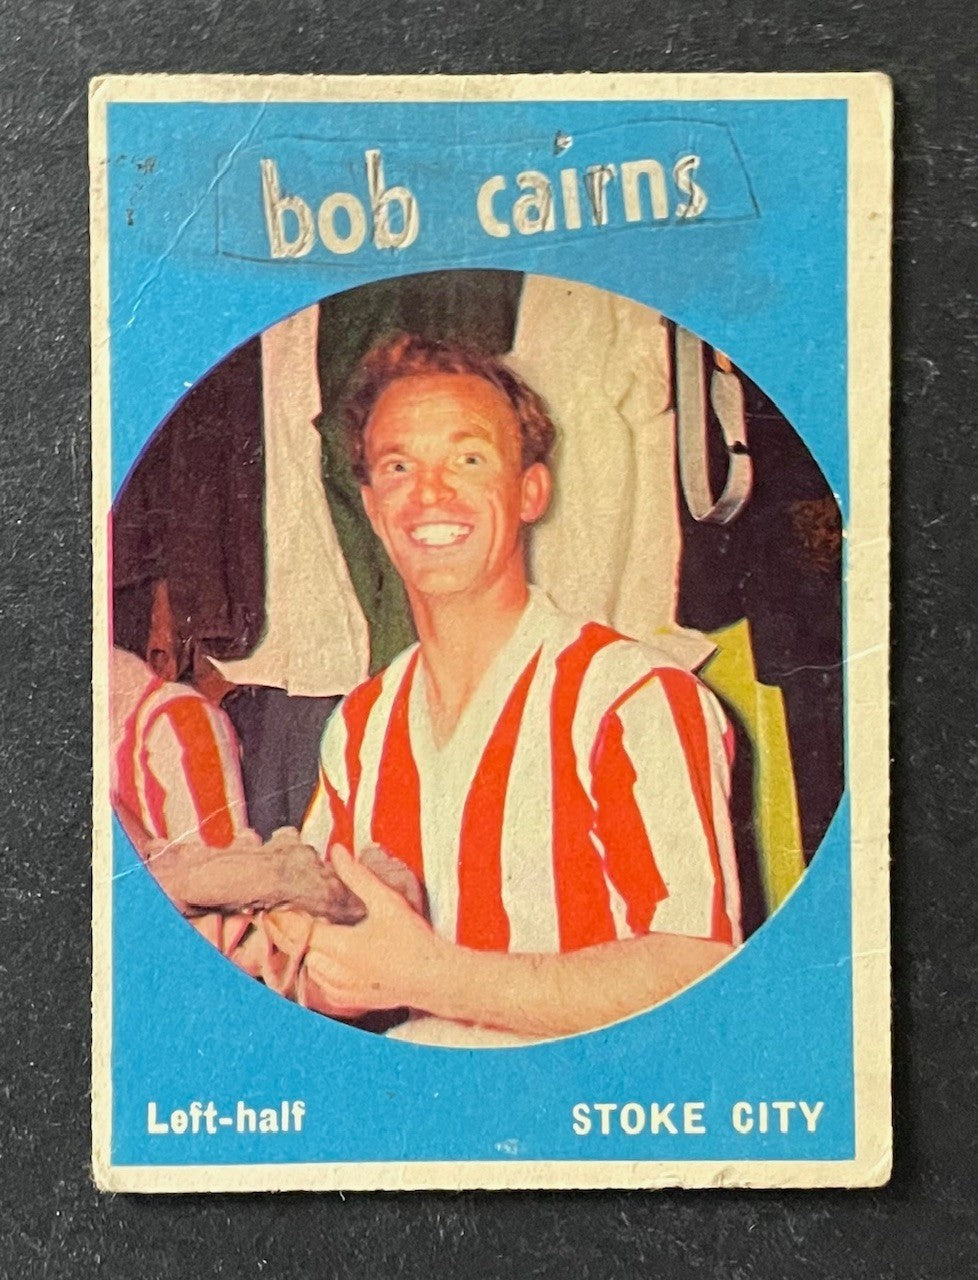 bob cairns
Left-half STOKE CITY